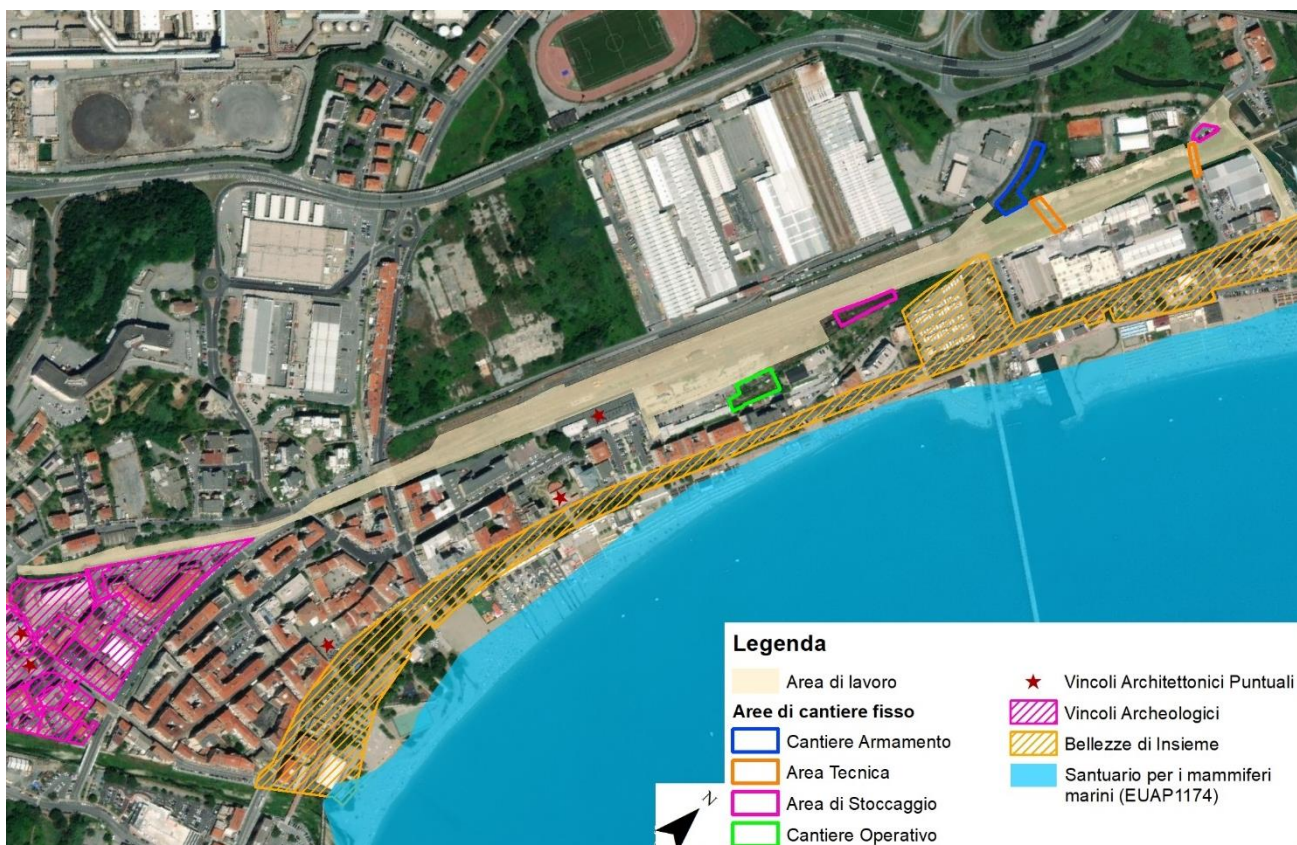 Legenda
Area di lavoro
Aree di cantiere fisso
Cantiere Armamento
Area Tecnica
Area di Stoccaggio
Cantiere Operativo
Vincoli Architettonici Puntuali
Vincoli Archeologici
Bellezze di Insieme
Santuario per i mammiferi
marini (EUAP1174)
N